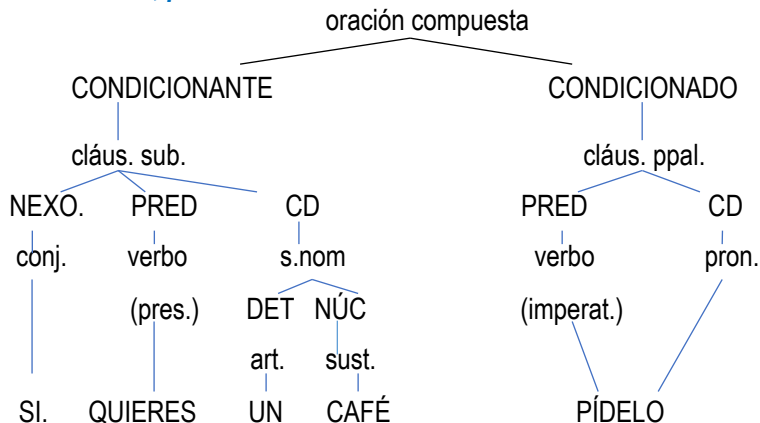 oración compuesta
CONDICIONANTE CONDICIONADO
cláus. sub. cláus. ppal.
NEXO. PRED CD PRED CD
conj. verbo s.nom verbo pron.
(pres.) DET NÚC (imperat.)
art. sust.
SI. QUIERES UN CAFÉ PÍDELO